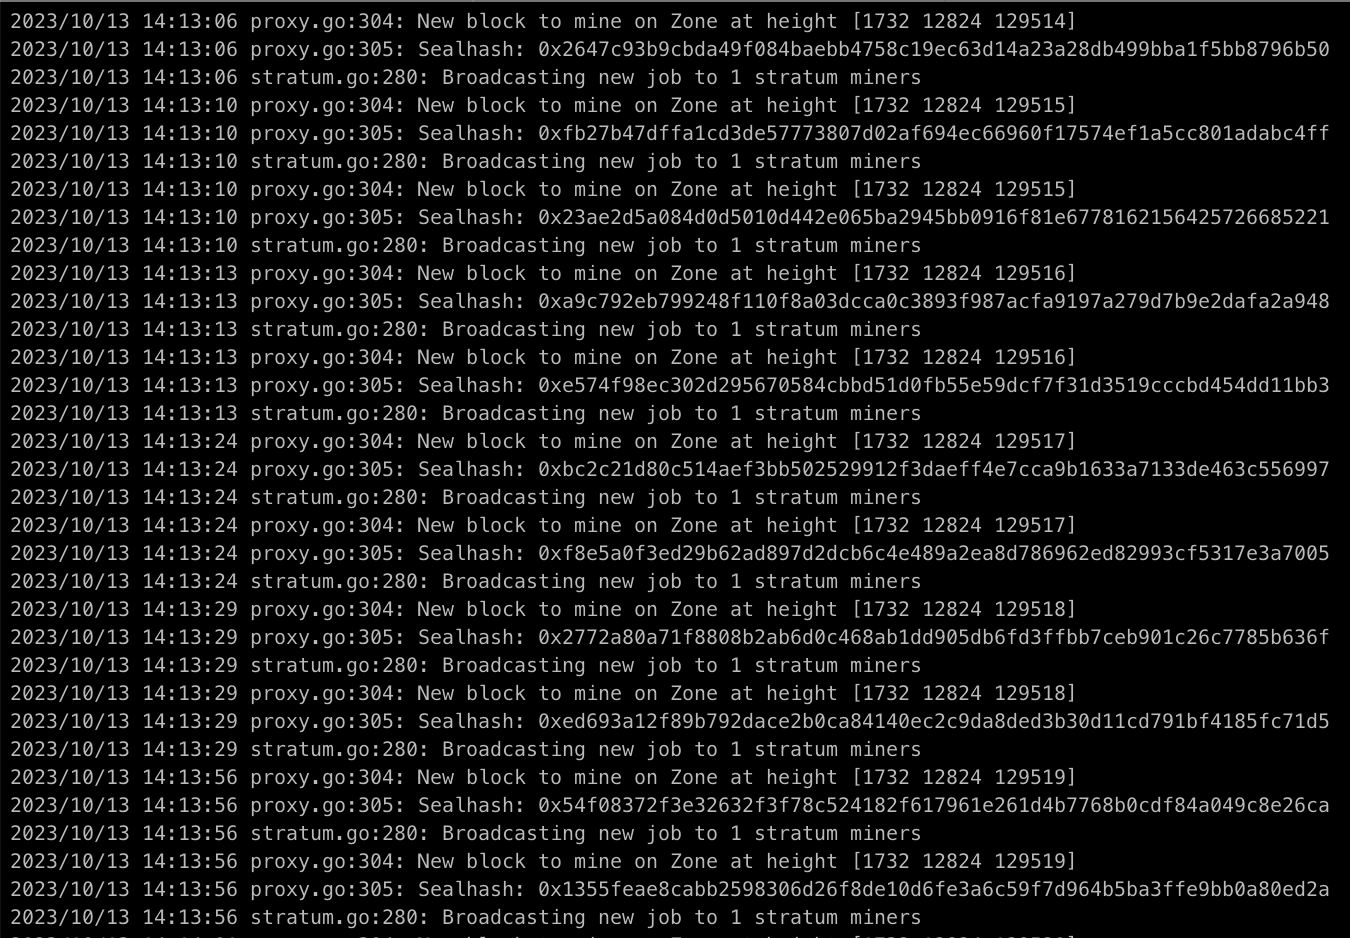 2023/10/13 14:13:06 proxy.go:304: New block to mine on Zone at height [1732 12824 129514]
2023/10/13 14:13:06 proxy.go:305: Sealhash: 0x2647c93b9cbda49f084baebb4758c19ec63d14a23a28db499bba1f5bb8796b50
2023/10/13 14:13:06 stratum.go:280: Broadcasting new job to 1 stratum miners
2023/10/13 14:13:10 proxy.go:304: New block to mine on Zone at height [1732 12824 129515]
2023/10/13 14:13:10 proxy.go:305: Sealhash: 0xfb27b47dffa1cd3de57773807d02af694ec66960f17574ef1a5cc801adabc4ff
2023/10/13 14:13:10 stratum.go:280: Broadcasting new job to 1 stratum miners
2023/10/13 14:13:10 proxy.go:304: New block to mine on Zone at height [1732 12824 129515]
2023/10/13 14:13:10 proxy.go:305: Sealhash: 0x23ae2d5a084d0d5010d442e065ba2945bb0916f81e6778162156425726685221
2023/10/13 14:13:10 stratum.go:280: Broadcasting new job to 1 stratum miners
2023/10/13 14:13:13 proxy.go:304: New block to mine on Zone at height [1732 12824 129516]
2023/10/13 14:13:13 proxy.go:305: Sealhash: 0xa9c792eb799248f110f8a03dcca0c3893f987acfa9197a279d7b9e2dafa2a948
2023/10/13 14:13:13 stratum.go:280: Broadcasting new job to 1 stratum miners
2023/10/13 14:13:13 proxy.go:304: New block to mine on Zone at height [1732 12824 129516]
2023/10/13 14:13:13 proxy.go:305: Sealhash: 0xe574f98ec302d295670584cbbd51d0fb55e59dcf7f31d3519cccbd454dd11bb3
2023/10/13 14:13:13 stratum.go:280: Broadcasting new job to 1 stratum miners
2023/10/13 14:13:24 proxy.go:304: New block to mine on Zone at height [1732 12824 129517]
2023/10/13 14:13:24 proxy.go:305: Sealhash: 0xbc2c21d80c514aef3bb502529912f3daeff4e7cca9b1633a7133de463c556997
2023/10/13 14:13:24 stratum.go:280: Broadcasting new job to 1 stratum miners
2023/10/13 14:13:24 proxy.go:304: New block to mine on Zone at height [1732 12824 129517]
2023/10/13 14:13:24 proxy.go:305: Sealhash: 0xf8e5a0f3ed29b62ad897d2dcb6c4e489a2ea8d786962ed82993cf5317e3a7005
2023/10/13 14:13:24 stratum.go:280: Broadcasting new job to 1 stratum miners
2023/10/13 14:13:29 proxy.go:304: New block to mine on Zone at height [1732 12824 129518]
2023/10/13 14:13:29 proxy.go:305: Sealhash: 0x2772a80a71f8808b2ab6d0c468ab1dd905db6fd3ffbb7ceb901c26c7785b636f
2023/10/13 14:13:29 stratum.go:280: Broadcasting new job to 1 stratum miners
2023/10/13 14:13:29 proxy.go:304: New block to mine on Zone at height [1732 12824 129518]
2023/10/13 14:13:29 proxy.go:305: Sealhash: 0xed693a12f89b792dace2b0ca84140ec2c9da8ded3b30d11cd791bf4185fc71d5
2023/10/13 14:13:29 stratum.go:280: Broadcasting new job to 1 stratum miners
2023/10/13 14:13:56 proxy.go:304: New block to mine on Zone at height [1732 12824 129519]
2023/10/13 14:13:56 proxy.go:305: Sealhash: 0x54f08372f3e32632f3f78c524182f617961e261d4b7768b0cdf84a049c8e26ca
2023/10/13 14:13:56 stratum.go:280: Broadcasting new job to 1 stratum miners
2023/10/13 14:13:56 proxy.go:304: New block to mine on Zone at height [1732 12824 129519]
2023/10/13 14:13:56 proxy.go:305: Sealhash: 0x1355feae8cabb2598306d26f8de10d6fe3a6c59f7d964b5ba3ffe9bb0a80ed2a
2023/10/13 14:13:56 stratum.go:280: Broadcasting new job to 1 stratum miners